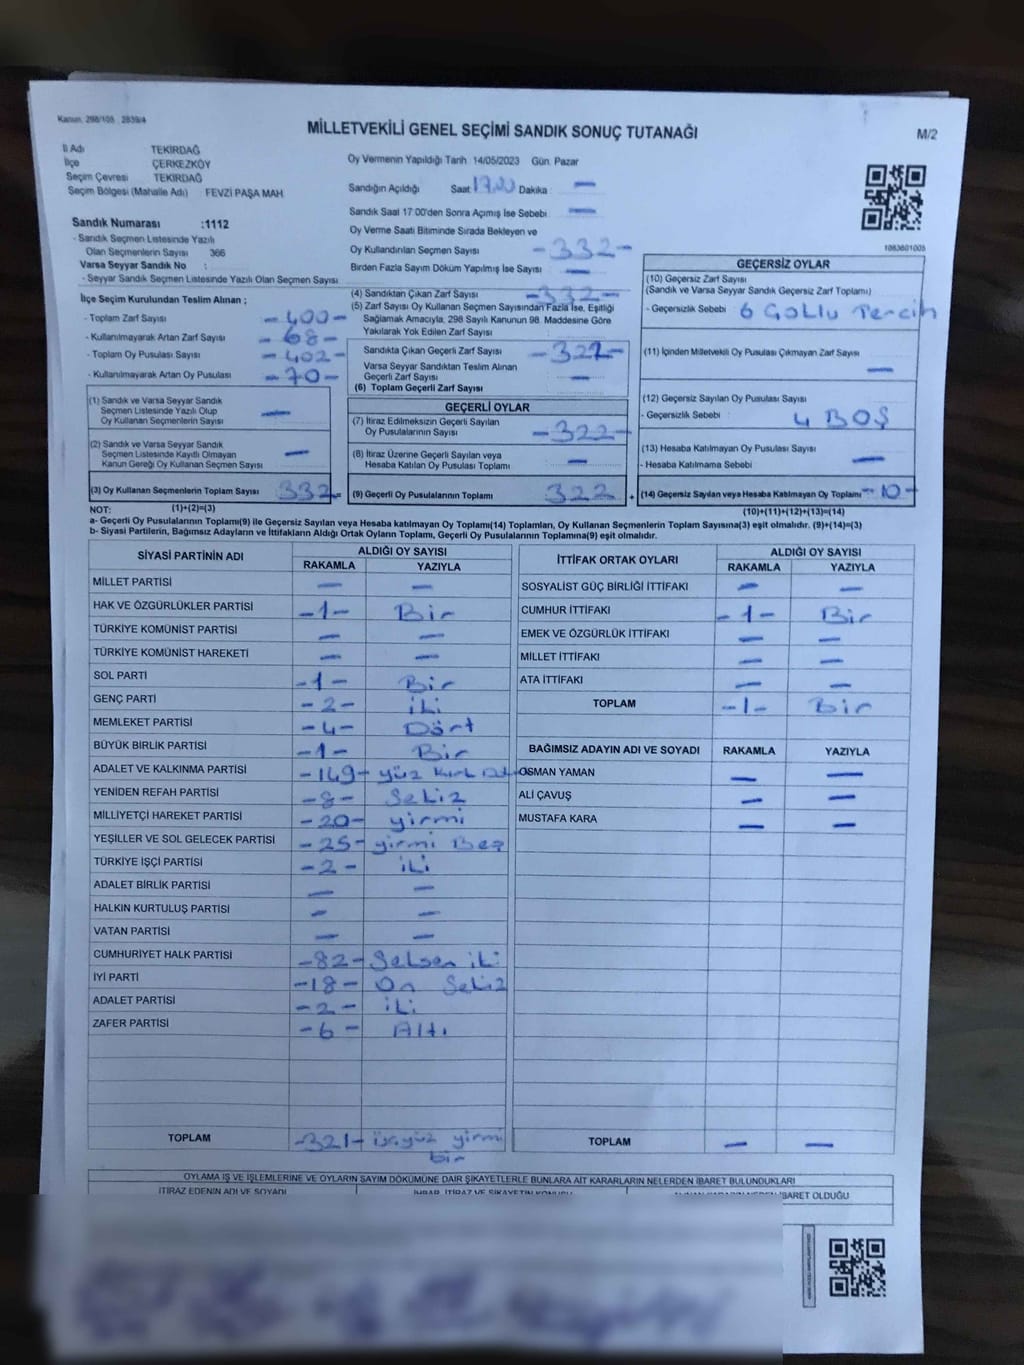 Kanun, 298/105 2839/4
MİLLETVEKİLİ GENEL SEÇİMİ SANDIK SONUÇ TUTANAĞI
M/2
İl Adı TEKİRDAĞ
İlçe ÇERKEZKÖY
Seçim Çevresi TEKİRDAĞ
Seçim Bölgesi (Mahalle Adı) : FEVZİ PAŞA MAH
Oy Vermenin Yapıldığı Tarih 14/05/2023 Gün Pazar
Sandığın Açıldığı Saat 17.00 Dakika : —
Sandık Saat 17:00'den Sonra Açımış İse Sebebi : —
Oy Verme Saati Bitiminde Sırada Bekleyen ve
Oy Kullandırılan Seçmen Sayısı -332-
Birden Fazla Sayım Döküm Yapılmış İse Sayısı : —
Sandık Numarası :1112
- Sandık Seçmen Listesinde Yazılı
Olan Seçmenlerin Sayısı 366
Varsa Seyyar Sandık No :
- Seyyar Sandık Seçmen Listesinde Yazılı Olan Seçmen Sayısı
1083601005
İlçe Seçim Kurulundan Teslim Alınan ;
- Toplam Zarf Sayısı -400-
- Kullanılmayarak Artan Zarf Sayısı -68-
- Toplam Oy Pusulası Sayısı -402-
- Kullanılmayarak Artan Oy Pusulası -70-
(1) Sandık ve Varsa Seyyar Sandık
Seçmen Listesinde Yazılı Olup
Oy Kullanan Seçmenlerin Sayısı —
(2) Sandık ve Varsa Seyyar Sandık
Seçmen Listesinde Kayıtlı Olmayan
Kanun Gereği Oy Kullanan Seçmen Sayısı —
(3) Oy Kullanan Seçmenlerin Toplam Sayısı 332
(4) Sandıktan Çıkan Zarf Sayısı -332-
(5) Zarf Sayısı Oy Kullanan Seçmen Sayısından Fazla İse, Eşitliği
Sağlamak Amacıyla, 298 Sayılı Kanunun 98. Maddesine Göre
Yakılarak Yok Edilen Zarf Sayısı :
Sandıkta Çıkan Geçerli Zarf Sayısı
Varsa Seyyar Sandıktan Teslim Alınan
Geçerli Zarf Sayısı : —
(6) Toplam Geçerli Zarf Sayısı
GEÇERLİ OYLAR
(7) İtiraz Edilmeksizin Geçerli Sayılan
Oy Pusulalarının Sayısı -322-
(8) İtiraz Üzerine Geçerli Sayılan veya
Hesaba Katılan Oy Pusulası Toplamı —
(9) Geçerli Oy Pusulalarının Toplamı 322
GEÇERSİZ OYLAR
(10) Geçersiz Zarf Sayısı
(Sandık ve Varsa Seyyar Sandık Geçersiz Zarf Toplamı)
- Geçersizlik Sebebi : 6 Çoklu Tercih
(11) İçinden Milletvekili Oy Pusulası Çıkmayan Zarf Sayısı —
(12) Geçersiz Sayılan Oy Pusulası Sayısı
- Geçersizlik Sebebi : 4 BOŞ
(13) Hesaba Katılmayan Oy Pusulası Sayısı
- Hesaba Katılmama Sebebi : —
(14) Geçersiz Sayılan veya Hesaba Katılmayan Oy Toplamı -10-
NOT: (1)+(2)=(3)
(10)+(11)+(12)+(13)=(14)
a- Geçerli Oy Pusulalarının Toplamı(9) ile Geçersiz Sayılan veya Hesaba katılmayan Oy Toplamı(14) Toplamları, Oy Kullanan Seçmenlerin Toplam Sayısına(3) eşit olmalıdır. (9)+(14)=(3)
b- Siyasi Partilerin, Bağımsız Adayların ve İttifakların Aldığı Ortak Oyların Toplamı, Geçerli Oy Pusulalarının Toplamına(9) eşit olmalıdır.
SİYASİ PARTİNİN ADI ALDIĞI OY SAYISI
RAKAMLA YAZIYLA
MİLLET PARTİSİ — —
HAK VE ÖZGÜRLÜKLER PARTİSİ -1- Bir
TÜRKİYE KOMÜNİST PARTİSİ — —
TÜRKİYE KOMÜNİST HAREKETİ — —
SOL PARTİ -1- Bir
GENÇ PARTİ -2- iki
MEMLEKET PARTİSİ -4- Dört
BÜYÜK BİRLİK PARTİSİ -1- Bir
ADALET VE KALKINMA PARTİSİ -149- yüz kırk
YENİDEN REFAH PARTİSİ -8- Sekiz
MİLLİYETÇİ HAREKET PARTİSİ -20- yirmi
YEŞİLLER VE SOL GELECEK PARTİSİ -25- yirmi Beş
TÜRKİYE İŞÇİ PARTİSİ -2- iki
ADALET BİRLİK PARTİSİ — —
HALKIN KURTULUŞ PARTİSİ — —
VATAN PARTİSİ — —
CUMHURİYET HALK PARTİSİ -82- Seksen iki
İYİ PARTİ -18- On Sekiz
ADALET PARTİSİ -2- iki
ZAFER PARTİSİ -6- Altı
TOPLAM -321- üçyüz yirmi
bir
İTTİFAK ORTAK OYLARI ALDIĞI OY SAYISI
RAKAMLA YAZIYLA
SOSYALİST GÜÇ BİRLİĞİ İTTİFAKI — —
CUMHUR İTTİFAKI -1- Bir
EMEK VE ÖZGÜRLÜK İTTİFAKI — —
MİLLET İTTİFAKI — —
ATA İTTİFAKI — —
TOPLAM -1- Bir
BAĞIMSIZ ADAYIN ADI VE SOYADI RAKAMLA YAZIYLA
OSMAN YAMAN — —
ALİ ÇAVUŞ — —
MUSTAFA KARA — —
TOPLAM — —
OYLAMA İŞ VE İŞLEMLERİNE VE OYLARIN SAYIM DÖKÜMÜNE DAİR ŞİKAYETLERLE BUNLARA AİT KARARLARIN NELERDEN İBARET BULUNDUKLARI
İTİRAZ EDENİN ADI VE SOYADI
İHBAR, İTİRAZ VE ŞİKAYETİN KONUSU
İBARET OLDUĞU